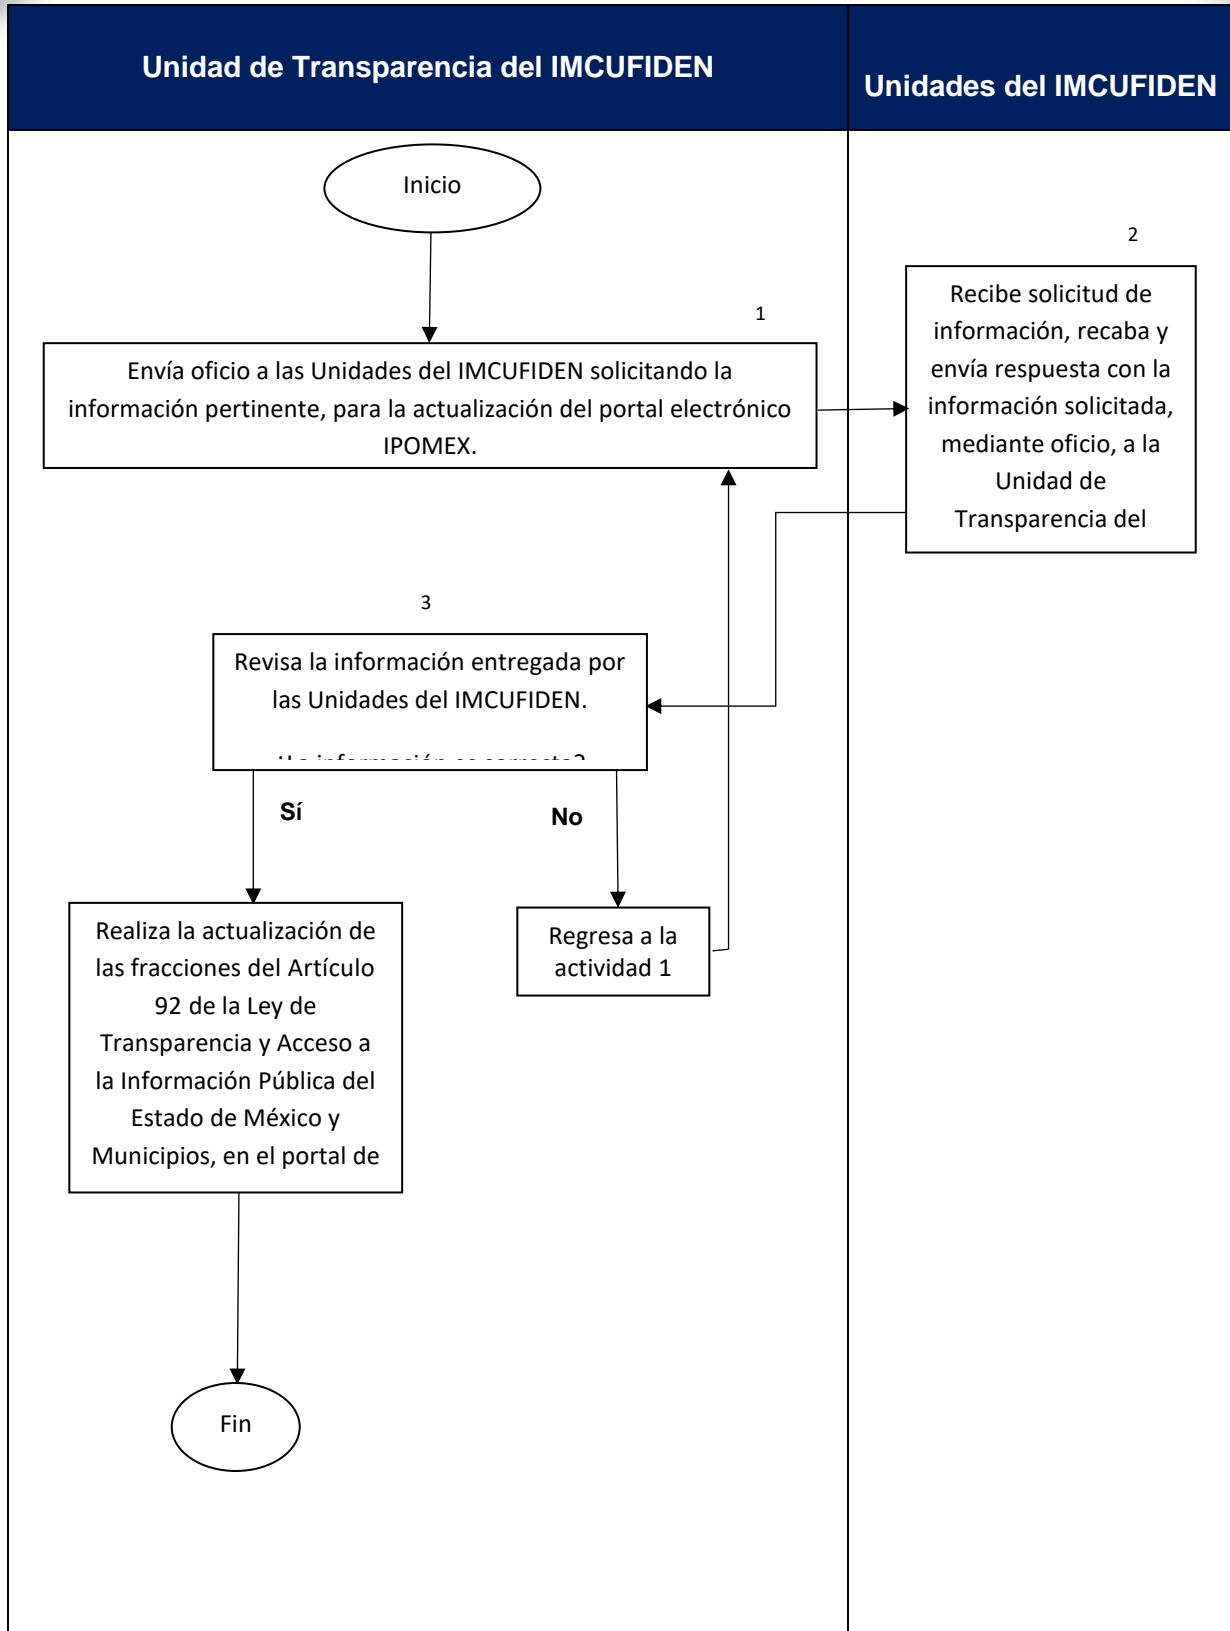 Unidad de Transparencia del IMCUFIDEN
Unidades del IMCUFIDEN
Inicio
1
Envía oficio a las Unidades del IMCUFIDEN solicitando la
información pertinente, para la actualización del portal electrónico
IPOMEX.
2
Recibe solicitud de
información, recaba y
envía respuesta con la
información solicitada,
mediante oficio, a la
Unidad de
Transparencia del
3
Revisa la información entregada por
las Unidades del IMCUFIDEN.
¿La información es correcta?
Sí
No
Realiza la actualización de
las fracciones del Artículo
92 de la Ley de
Transparencia y Acceso a
la Información Pública del
Estado de México y
Municipios, en el portal de
Regresa a la
actividad 1
Fin